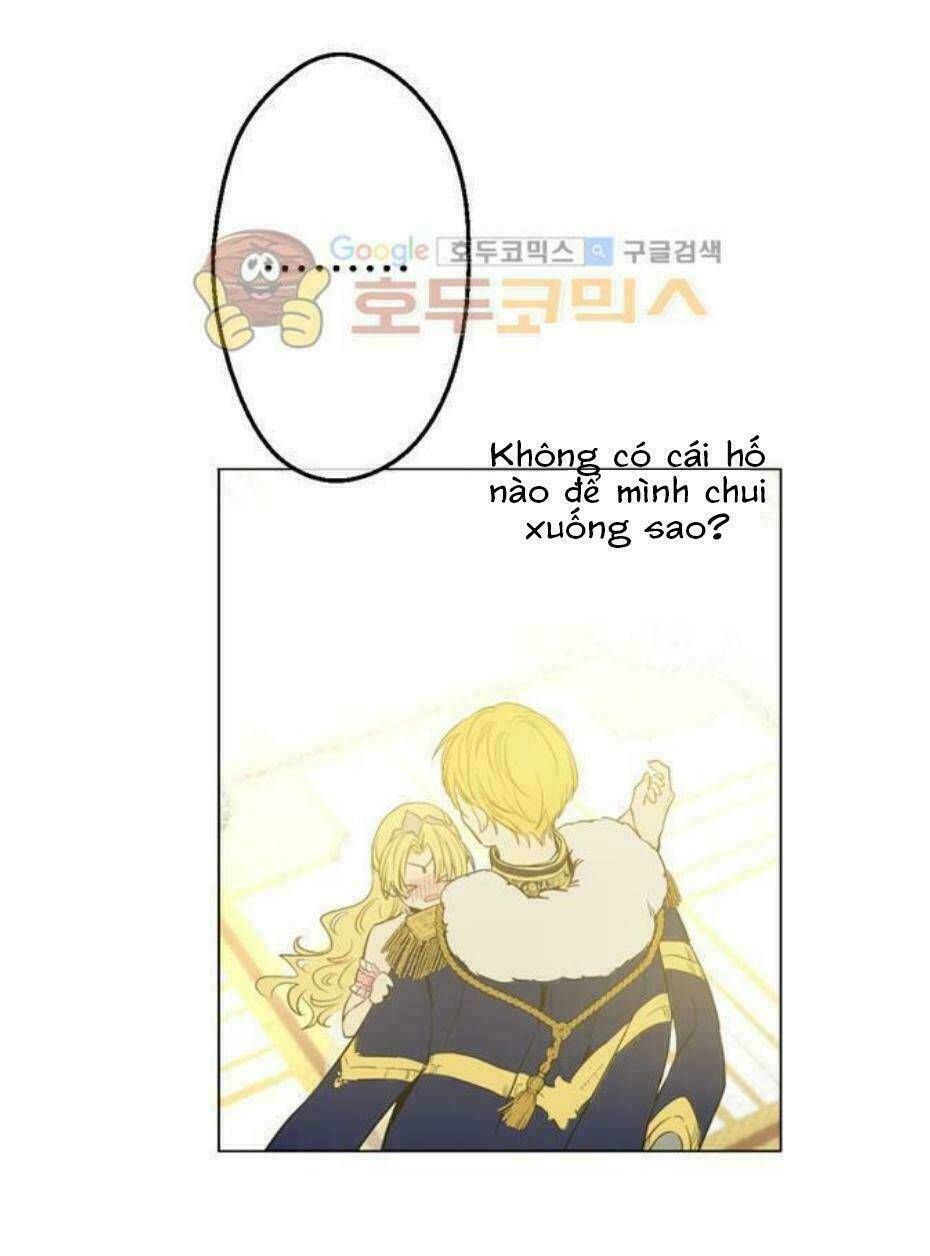 Google 호두코믹스 구글검색
..........
호두코믹스
Không có cái hố
nào để mình chui
xuống sao?